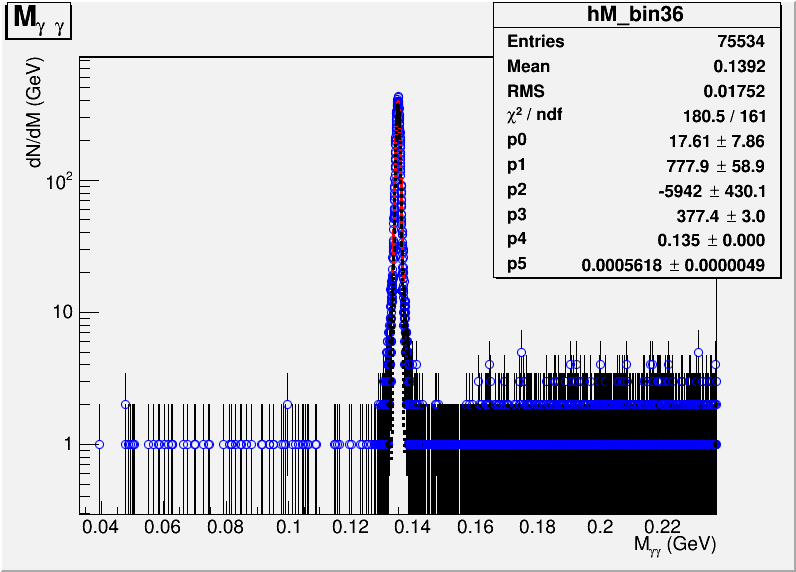 Mγ γ
hM_bin36
Entries 75534
Mean 0.1392
RMS 0.01752
χ² / ndf 180.5 / 161
p0 17.61 ± 7.86
p1 777.9 ± 58.9
p2 -5942 ± 430.1
p3 377.4 ± 3.0
p4 0.135 ± 0.000
p5 0.0005618 ± 0.0000049
dN/dM (GeV)
10²
10
1
0.04 0.06 0.08 0.1 0.12 0.14 0.16 0.18 0.2 0.22
Mγγ (GeV)